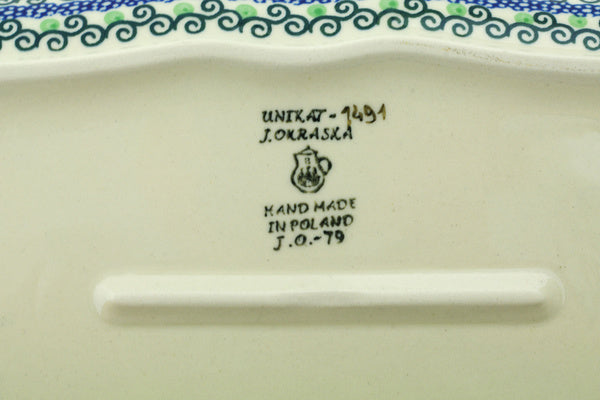 UNIKAT - 1491
J.OKRASKA
HAND MADE
IN POLAND
J.O.-79